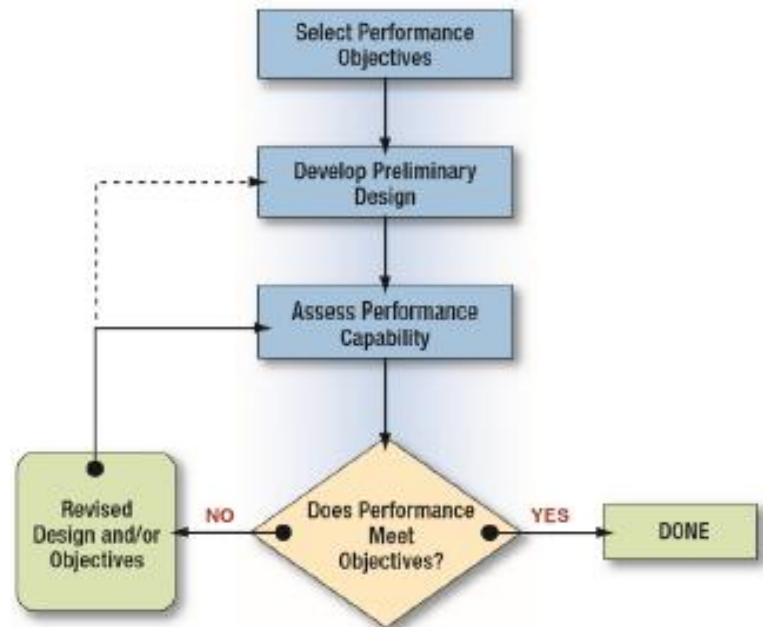 Select Performance
Objectives
Develop Preliminary
Design
Assess Performance
Capability
Does Performance
Meet
Objectives?
NO
YES
Revised
Design and/or
Objectives
DONE